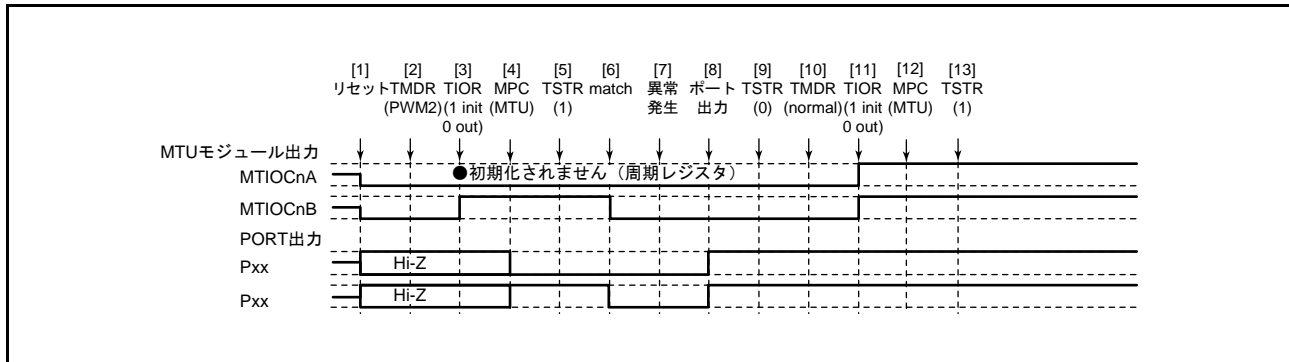 [1] [2] [3] [4] [5] [6] [7] [8] [9] [10] [11] [12] [13]
リセット TMDR TIOR MPC TSTR match 異常 ポート TSTR TMDR TIOR MPC TSTR
(PWM2) (1 init (MTU) (1) 発生 出力 (0) (normal) (1 init (MTU) (1)
0 out) 0 out)
MTUモジュール出力
MTIOCnA ●初期化されません（周期レジスタ）
MTIOCnB
PORT出力
Pxx Hi-Z
Pxx Hi-Z